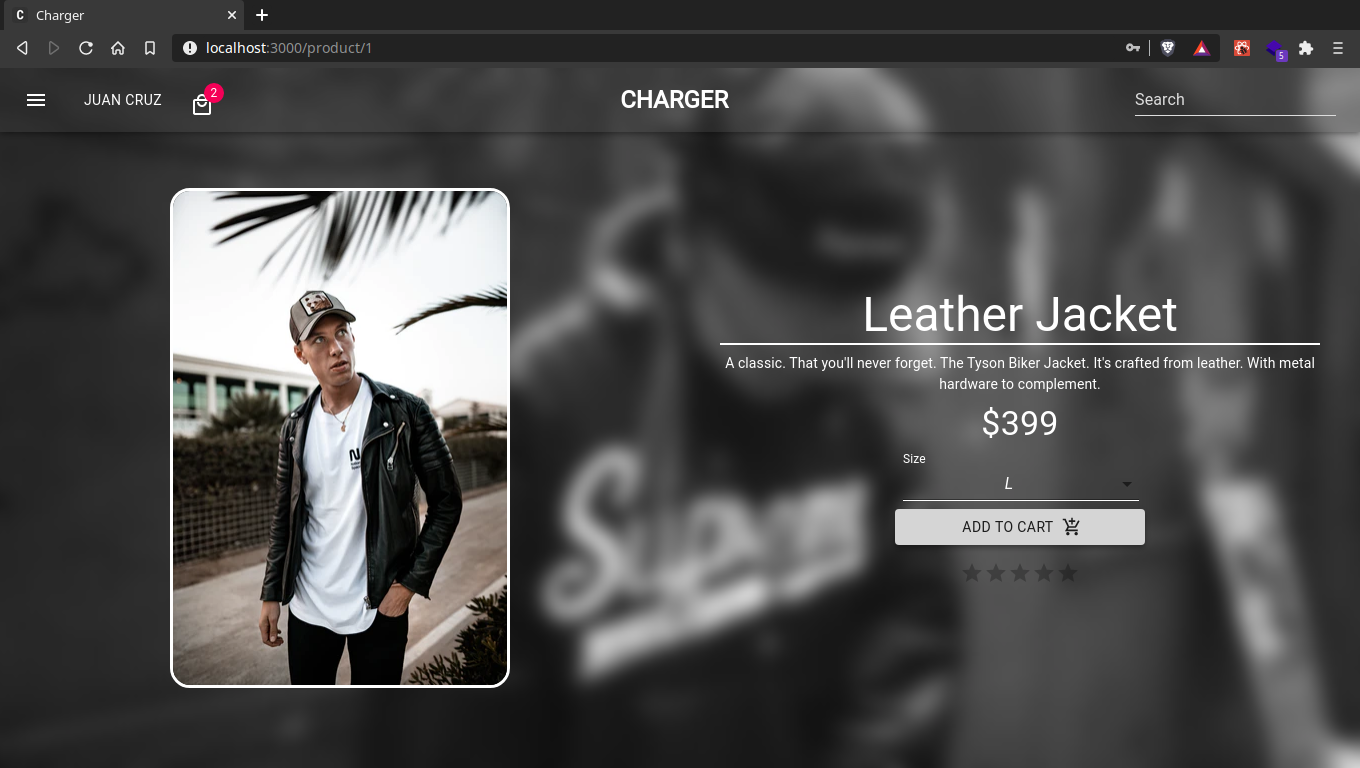 C Charger
localhost:3000/product/1
5
JUAN CRUZ
2
CHARGER
Search
Leather Jacket
A classic. That you'll never forget. The Tyson Biker Jacket. It's crafted from leather. With metal
hardware to complement.
$399
Size
L
ADD TO CART